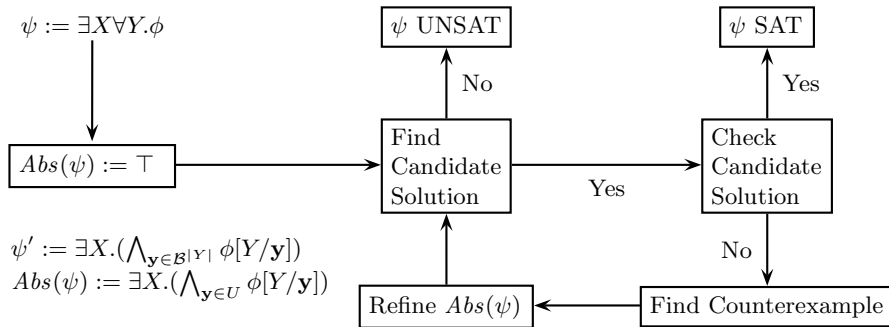 ψ := ∃X∀Y.ϕ
ψ UNSAT
ψ SAT
No
Yes
Abs(ψ) := ⊤
Find
Candidate
Solution
Yes
Check
Candidate
Solution
No
ψ′ := ∃X.(⋀_{y∈𝓑^{|Y|}} ϕ[Y/y])
Abs(ψ) := ∃X.(⋀_{y∈U} ϕ[Y/y])
Refine Abs(ψ)
Find Counterexample